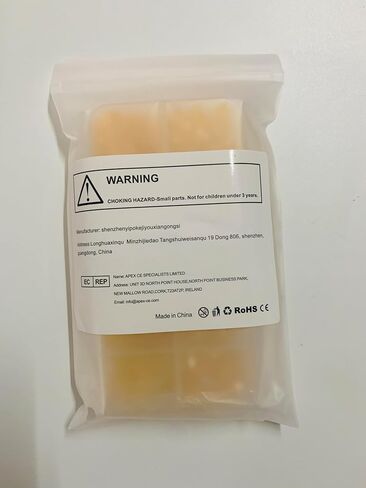 WARNING
CHOKING HAZARD-Small parts. Not for children under 3 years.
Manufacturer: shenzhenyipokejiyouxiangongsi
Address Longhuaxinqu Minzhijiedao Tangshuiweisanqu 19 Dong 806, shenzhen,
zongdong, China
EC REP
Name: APEX CE SPECIALISTS LIMITED
Address: UNIT 3D NORTH POINT HOUSE,NORTH POINT BUSINESS PARK,
NEW MALLOW ROAD,CORK,T23AT2P, IRELAND
Email: info@apex-ce.com
Made in China RoHS CE